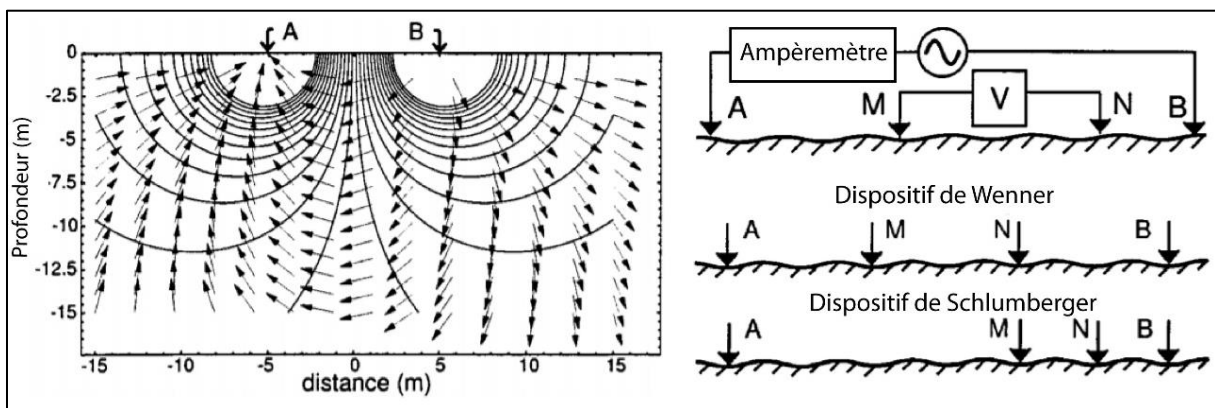 A B
0
-2.5
-5
-7.5
-10
-12.5
-15
-15 -10 -5 0 5 10 15
Profondeur (m)
distance (m)
Ampèremètre
V
A M N B
Dispositif de Wenner
A M N B
Dispositif de Schlumberger
A M N B